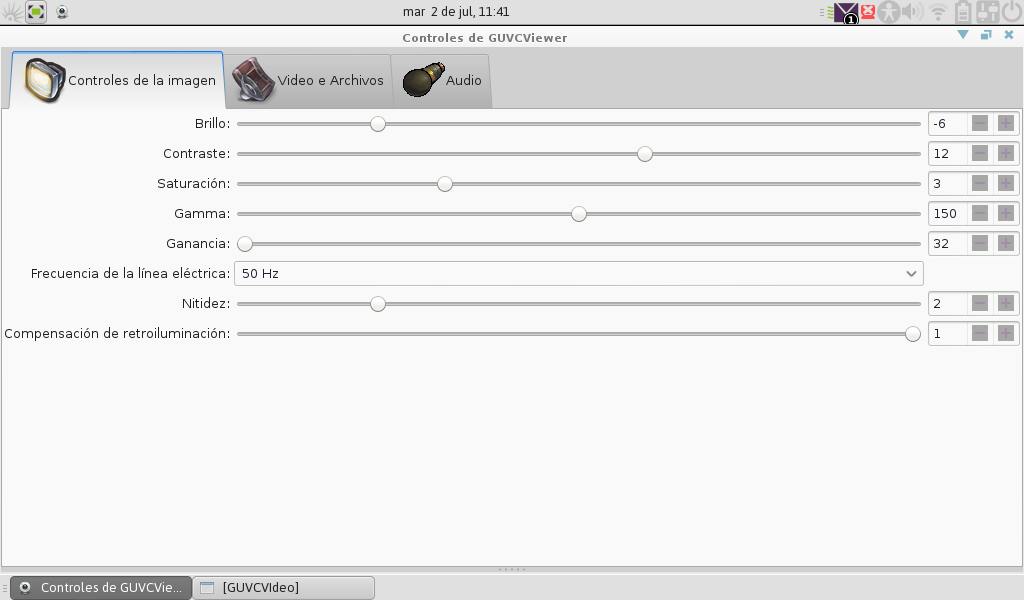 mar 2 de jul, 11:41
1
Controles de GUVCViewer
Controles de la imagen
Video e Archivos
Audio
Brillo: -6
Contraste: 12
Saturación: 3
Gamma: 150
Ganancia: 32
Frecuencia de la línea eléctrica: 50 Hz
Nitidez: 2
Compensación de retroiluminación: 1
Controles de GUVCVie...
[GUVCVIdeo]